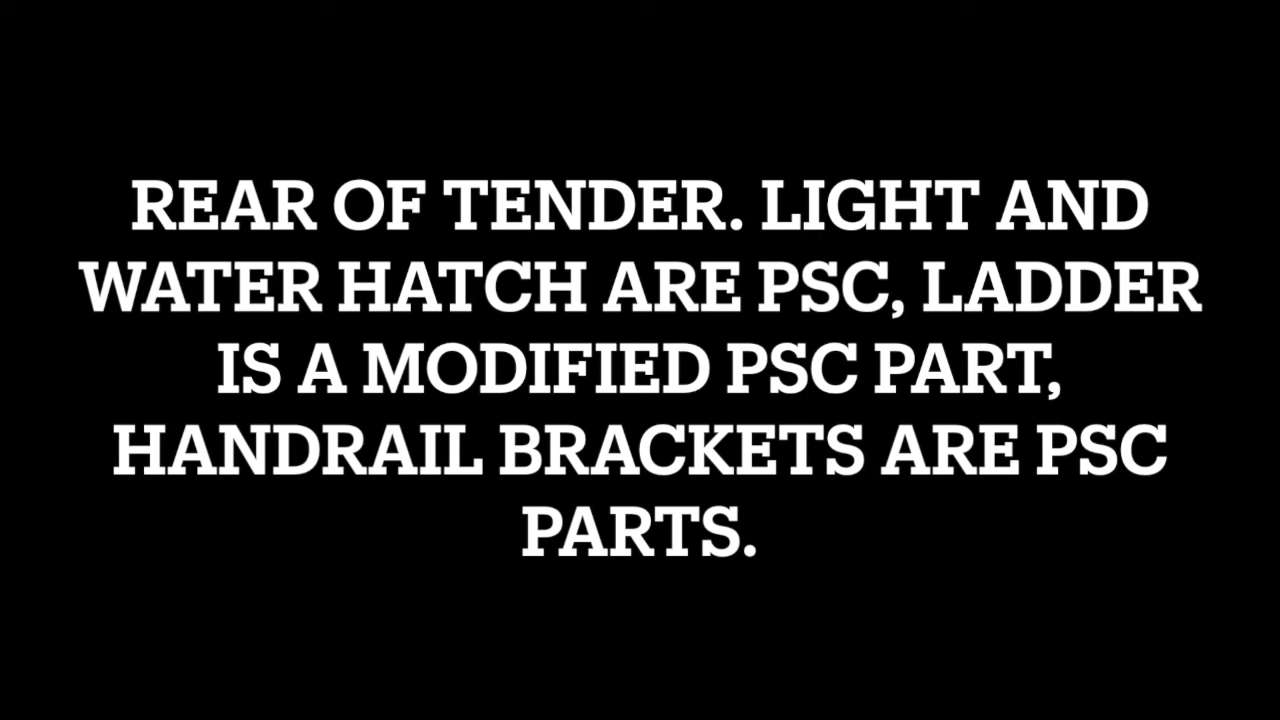 REAR OF TENDER. LIGHT AND
WATER HATCH ARE PSC, LADDER
IS A MODIFIED PSC PART,
HANDRAIL BRACKETS ARE PSC
PARTS.